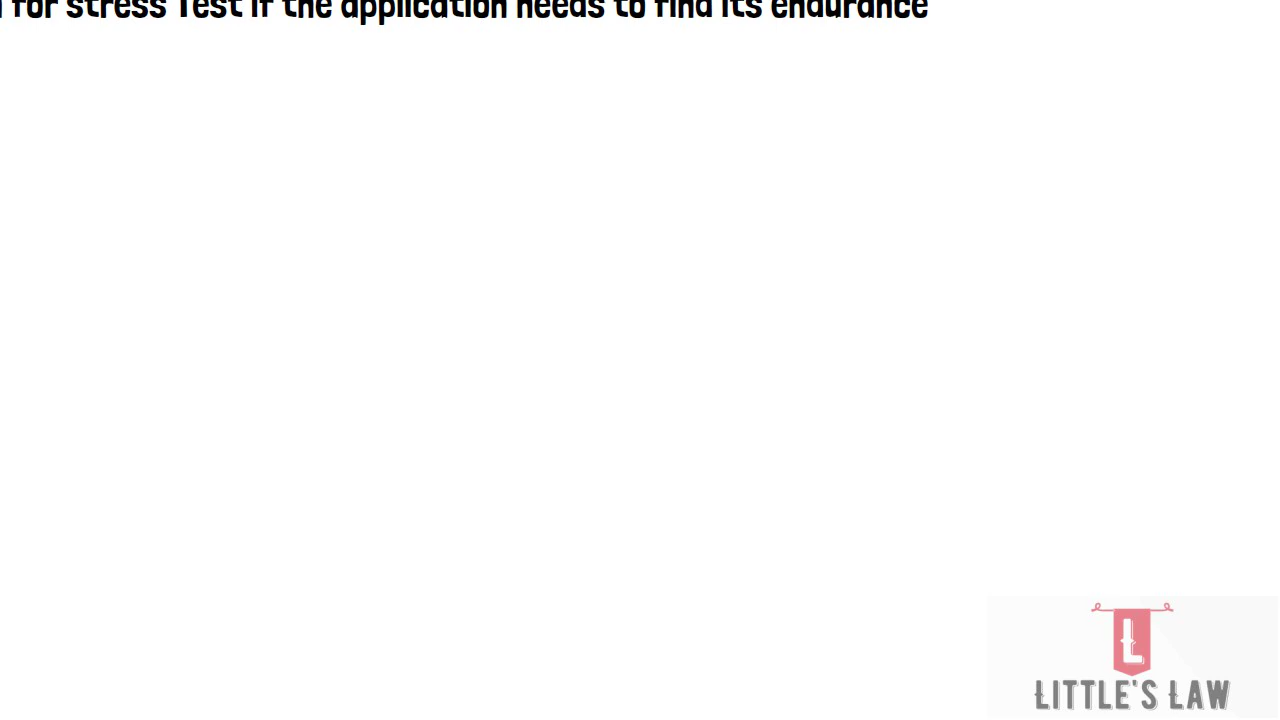 for stress Test if the application needs to find its endurance
L
LITTLE'S LAW